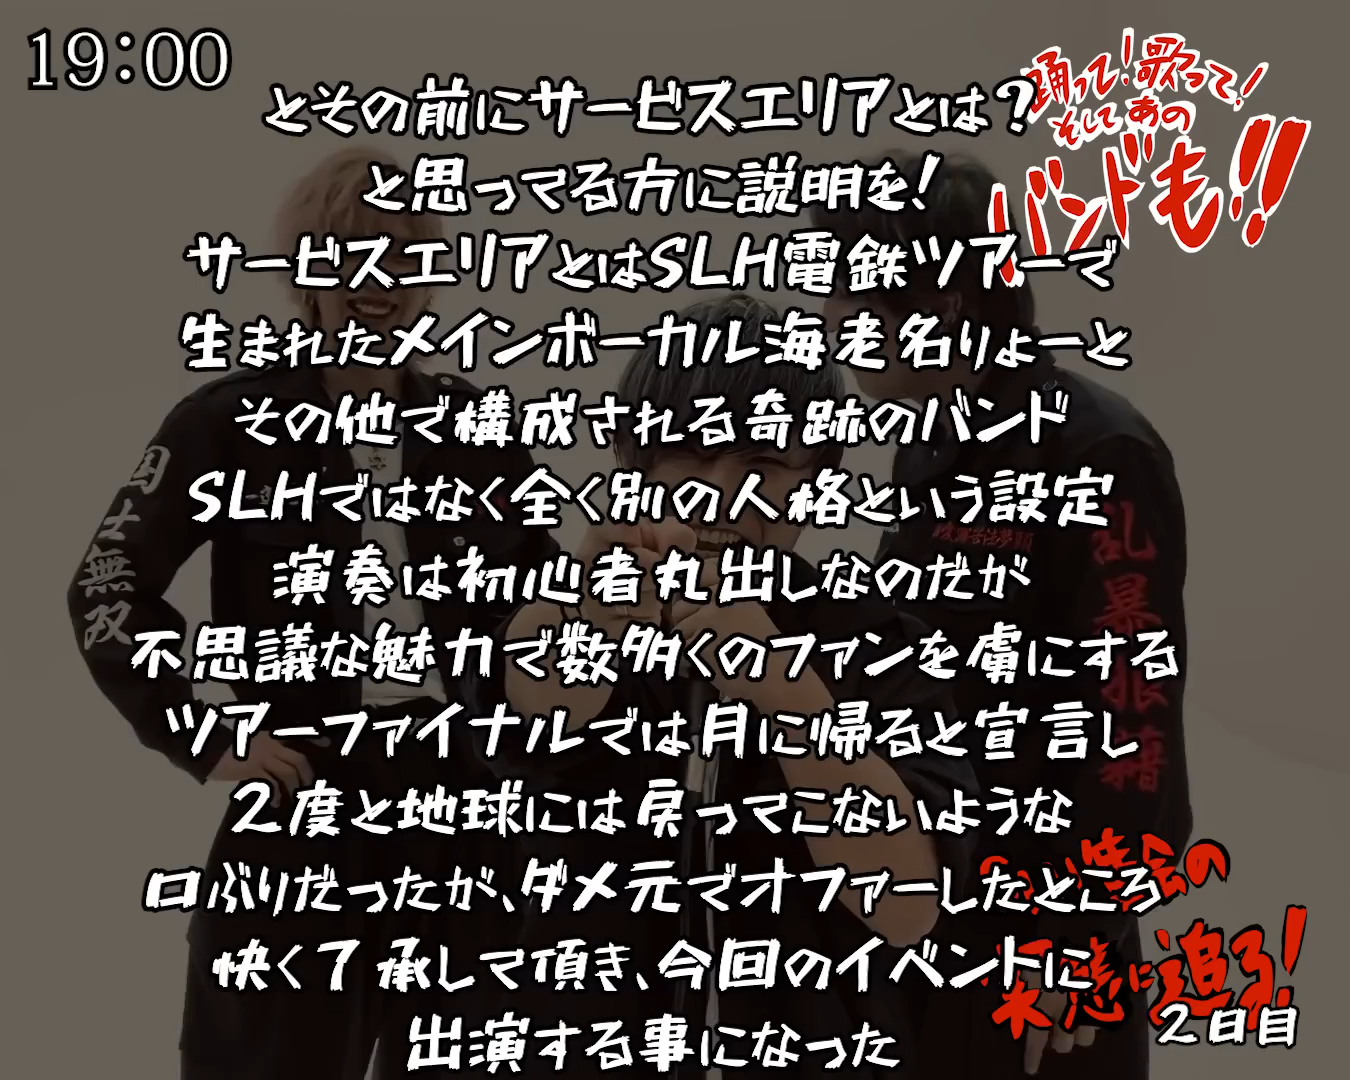 19:00
踊って！歌って！
そして あの
バンドも!!
とその前にサービスエリアとは？
と思ってる方に説明を！
サービスエリアとはSLH電鉄ツアーで
生まれたメインボーカル海老名りょーと
その他で構成される奇跡のバンド
SLHではなく全く別の人格という設定
演奏は初心者丸出しなのだが
不思議な魅力で数多くのファンを虜にする
ツアーファイナルでは月に帰ると宣言し
2度と地球には戻ってこないような
口ぶりだったが、ダメ元でオファーしたところ
快く了承して頂き、今回のイベントに
出演する事になった
国士無双
乱暴狼藉
会の
実態に迫る！
2日目